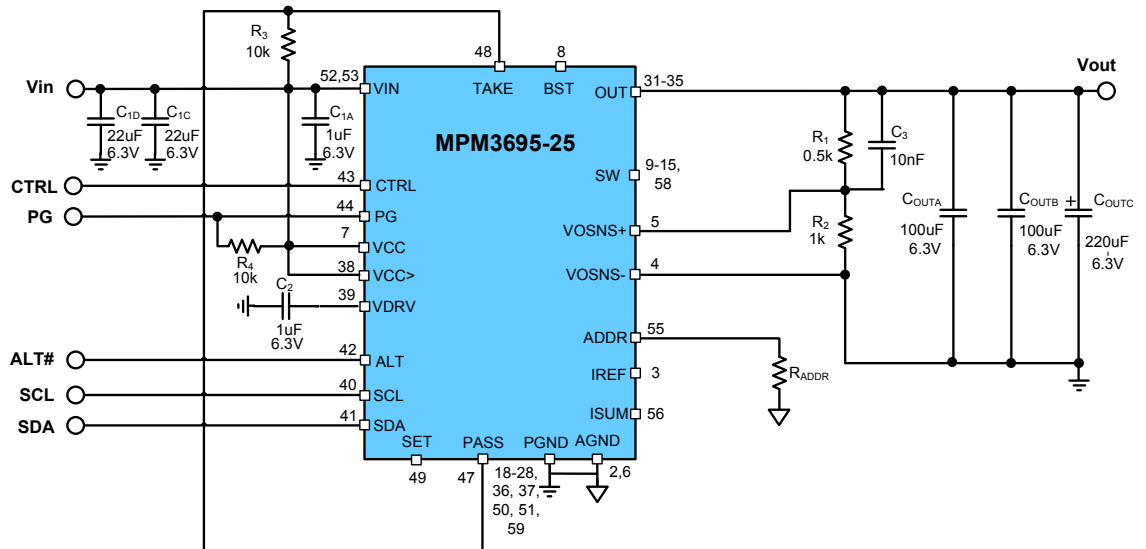 R3
10k
48
8
52,53
31-35
Vout
Vin
VIN
TAKE
BST
OUT
C1D
22uF
6.3V
C1C
22uF
6.3V
C1A
1uF
6.3V
MPM3695-25
R1
0.5k
C3
10nF
43
CTRL
CTRL
SW
9-15,
58
44
PG
PG
5
VOSNS+
R2
1k
COUTA
100uF
6.3V
COUTB
100uF
6.3V
+
COUTC
220uF
6.3V
7
VCC
R4
10k
38
VCC>
4
VOSNS-
C2
1uF
6.3V
39
VDRV
55
ADDR
RADDR
42
ALT#
ALT
3
IREF
40
SCL
SCL
56
ISUM
41
SDA
SDA
SET
PASS
PGND
AGND
49
47
18-28,
36, 37,
50, 51,
59
2,6